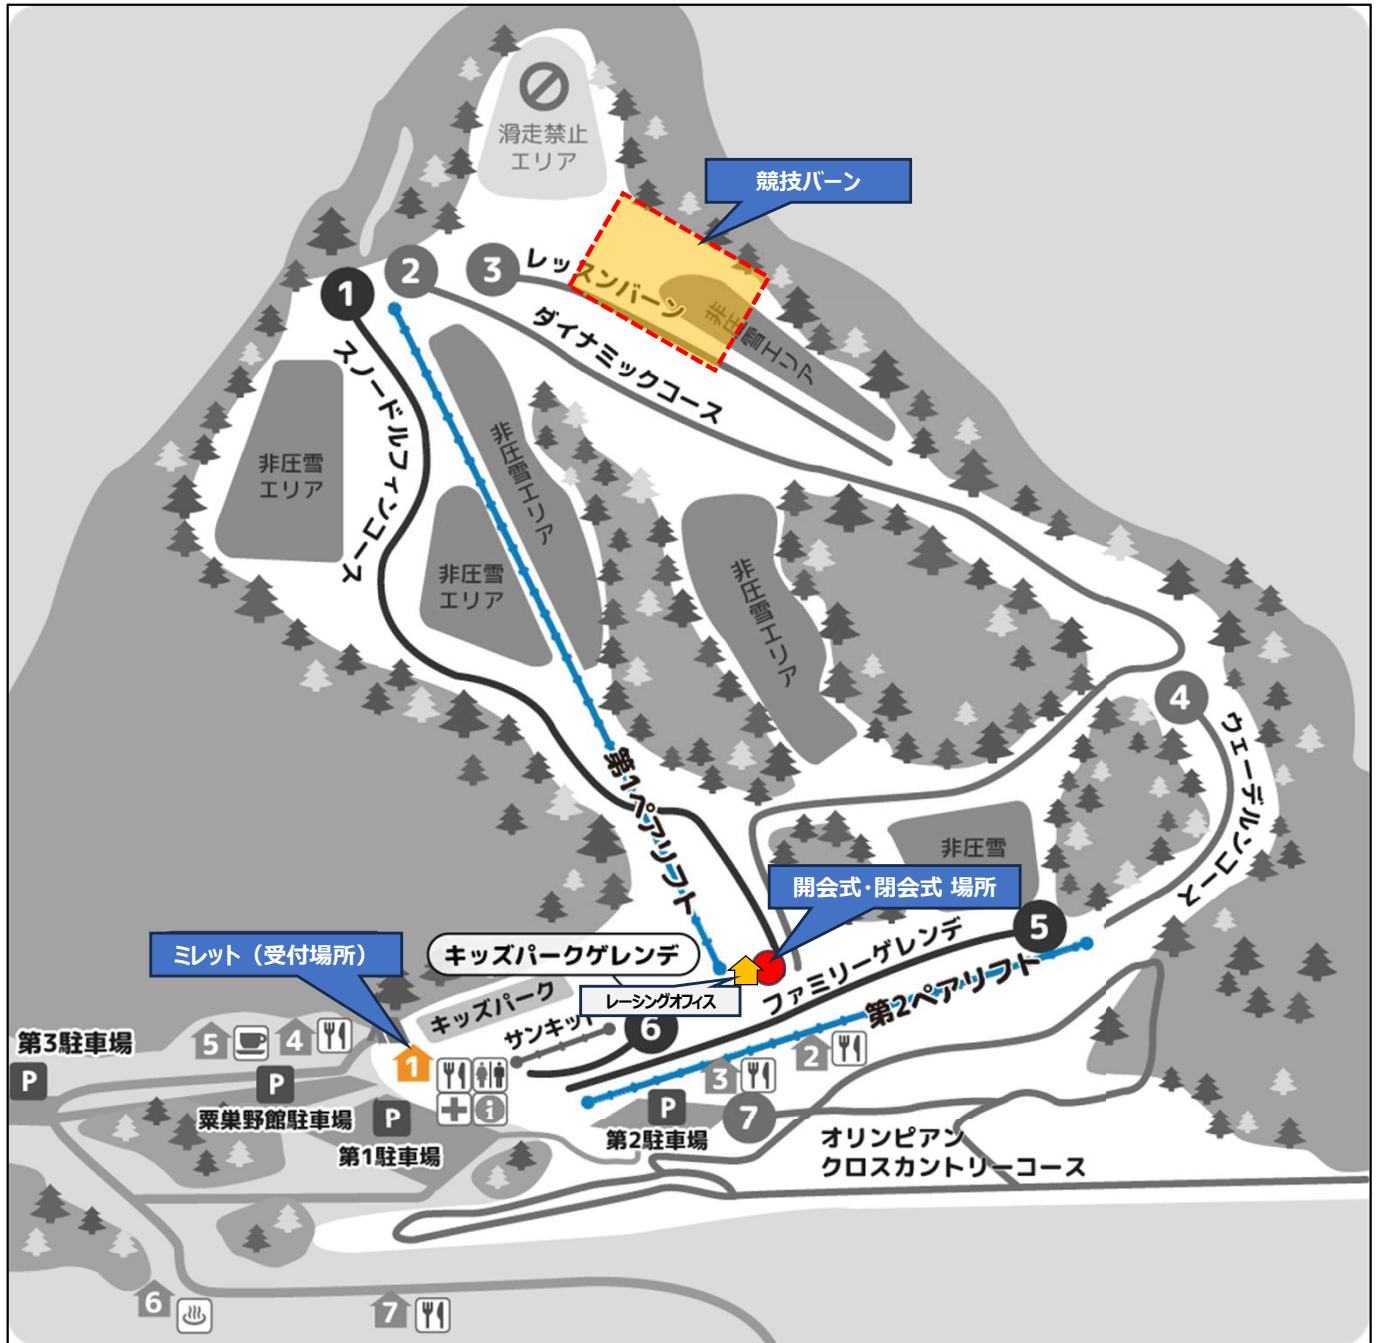 滑走禁止
エリア
競技バーン
1
2
3
レッスンバーン
非圧雪エリア
ダイナミックコース
スノードルフィンコース
非圧雪
エリア
非圧雪エリア
非圧雪
エリア
非圧雪エリア
4
ウェーデルンコース
第1ペアリフト
非圧雪
開会式・閉会式 場所
5
ミレット（受付場所）
キッズパークゲレンデ
ファミリーゲレンデ
レーシングオフィス
キッズパーク
サンキッド
6
第2ペアリフト
第3駐車場
P
5
4
P
粟巣野館駐車場
1
P
第1駐車場
2
3
P
第2駐車場
7
オリンピアン
クロスカントリーコース
6
7